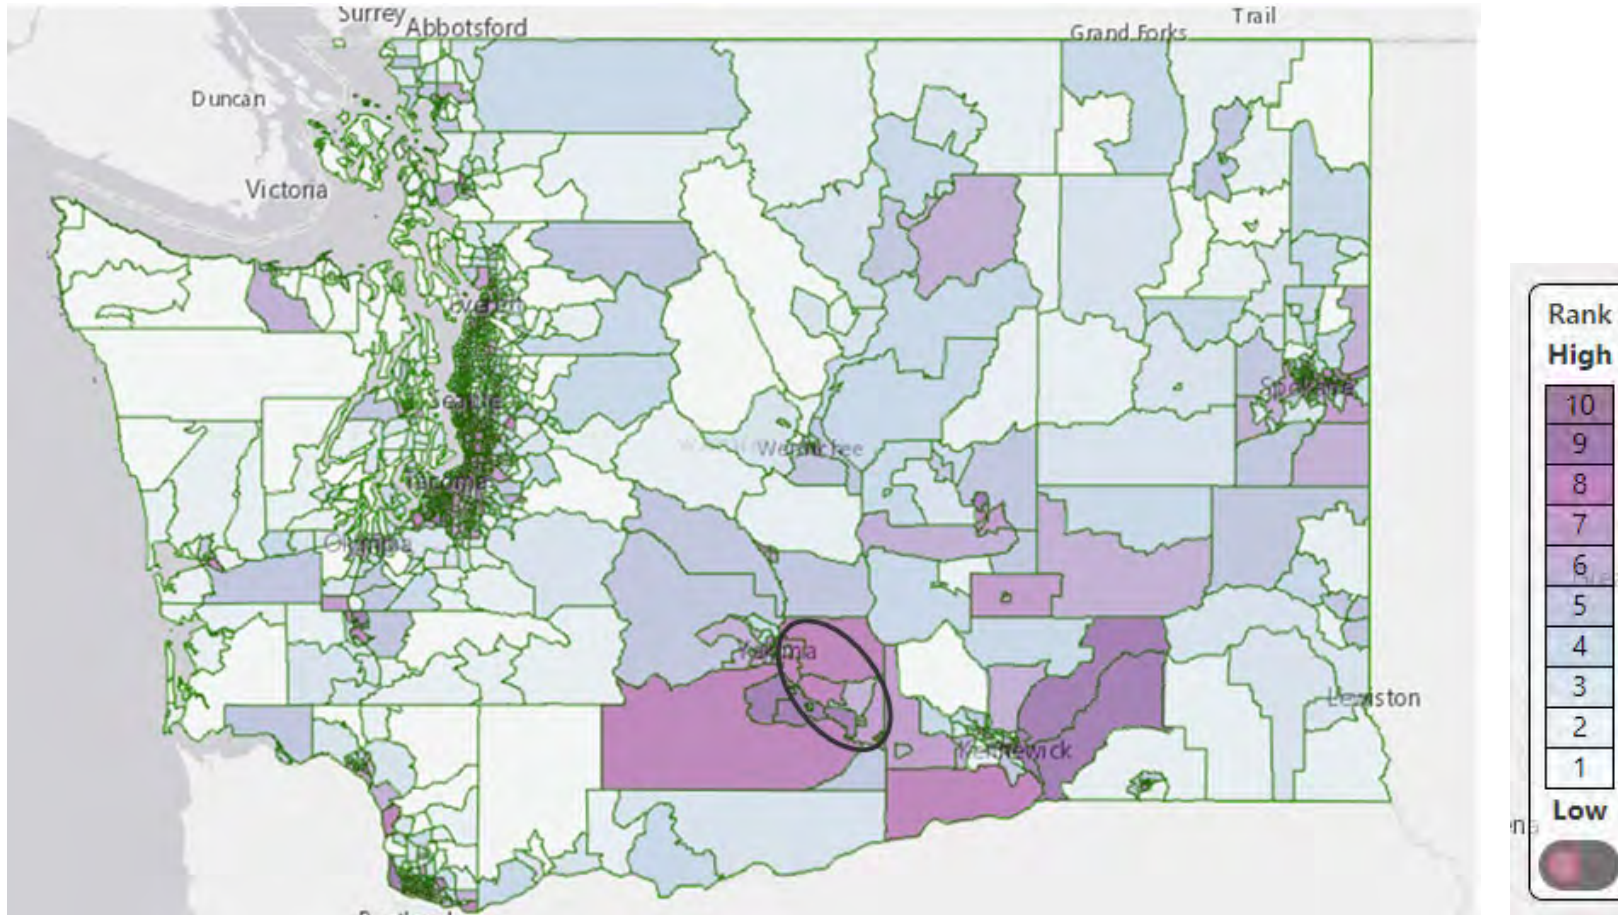 Surrey
Abbotsford
Trail
Grand Forks
Duncan
Victoria
Everett
Seattle
Spokane
Wenatchee
Tacoma
Olympia
Yakima
Lewiston
Kennewick
Rank
High
10
9
8
7
6
5
4
3
2
1
Low